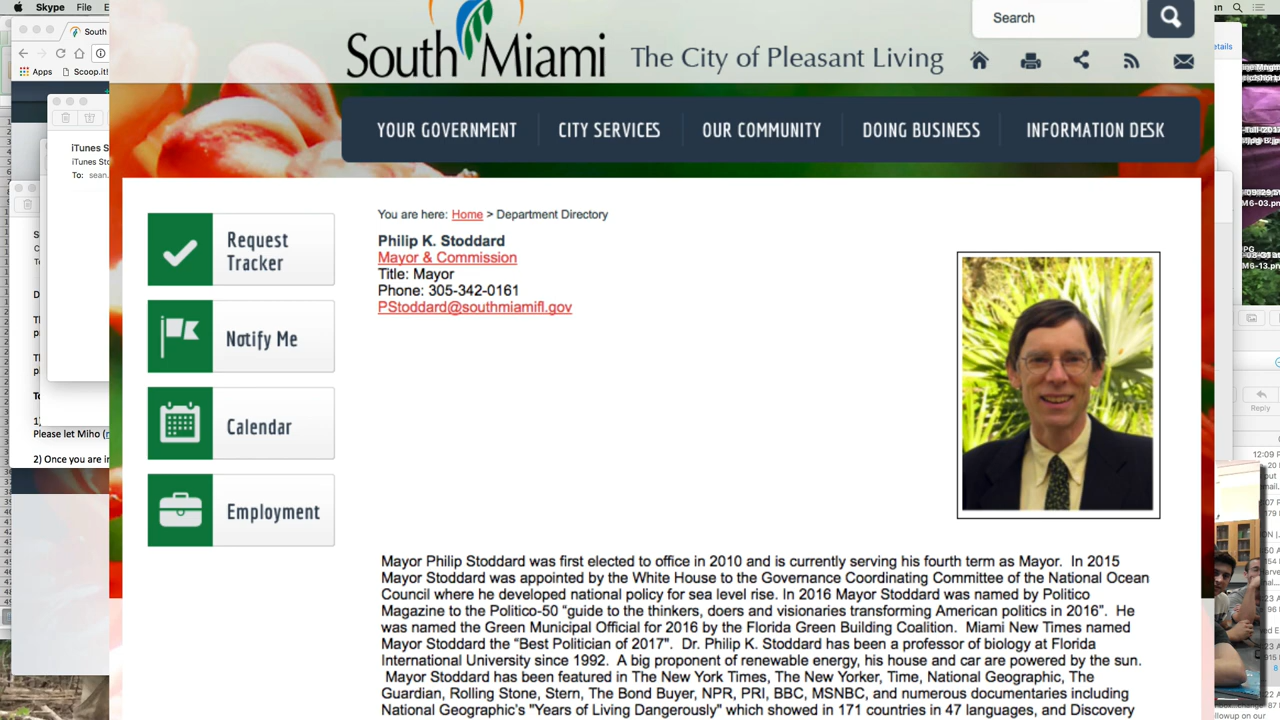 Skype File
South
Details
Search
South Miami The City of Pleasant Living
Apps Scoop.it!
YOUR GOVERNMENT CITY SERVICES OUR COMMUNITY DOING BUSINESS INFORMATION DESK
iTunes S
iTunes Sto
To: sean.
You are here: Home > Department Directory
Philip K. Stoddard
Mayor & Commission
Title: Mayor
Phone: 305-342-0161
PStoddard@southmiamifl.gov
Request
Tracker
Notify Me
Calendar
Employment
Reply
12:09 P
Please let Miho (
2) Once you are in
Mayor Philip Stoddard was first elected to office in 2010 and is currently serving his fourth term as Mayor. In 2015
Mayor Stoddard was appointed by the White House to the Governance Coordinating Committee of the National Ocean
Council where he developed national policy for sea level rise. In 2016 Mayor Stoddard was named by Politico
Magazine to the Politico-50 “guide to the thinkers, doers and visionaries transforming American politics in 2016”. He
was named the Green Municipal Official for 2016 by the Florida Green Building Coalition. Miami New Times named
Mayor Stoddard the “Best Politician of 2017”. Dr. Philip K. Stoddard has been a professor of biology at Florida
International University since 1992. A big proponent of renewable energy, his house and car are powered by the sun.
Mayor Stoddard has been featured in The New York Times, The New Yorker, Time, National Geographic, The
Guardian, Rolling Stone, Stern, The Bond Buyer, NPR, PRI, BBC, MSNBC, and numerous documentaries including
National Geographic's "Years of Living Dangerously" which showed in 171 countries in 47 languages, and Discovery